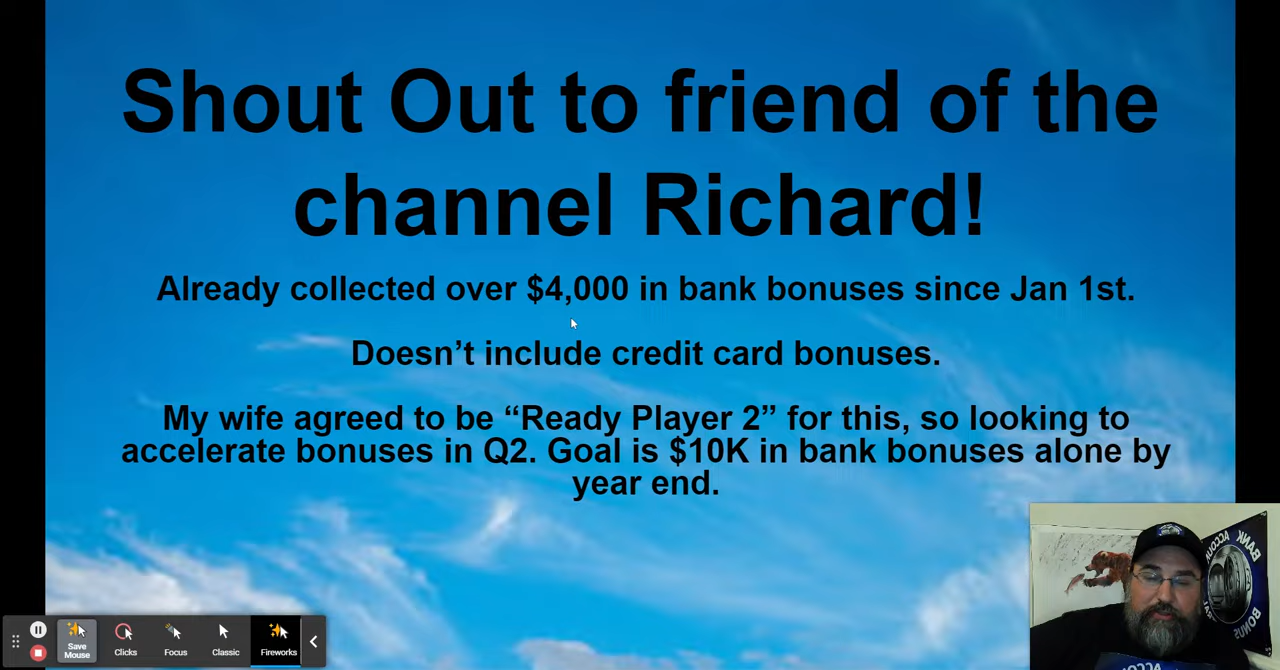 Shout Out to friend of the
channel Richard!
Already collected over $4,000 in bank bonuses since Jan 1st.
Doesn’t include credit card bonuses.
My wife agreed to be “Ready Player 2” for this, so looking to
accelerate bonuses in Q2. Goal is $10K in bank bonuses alone by
year end.
BANK
BONUS
Save
Mouse
Clicks
Focus
Classic
Fireworks